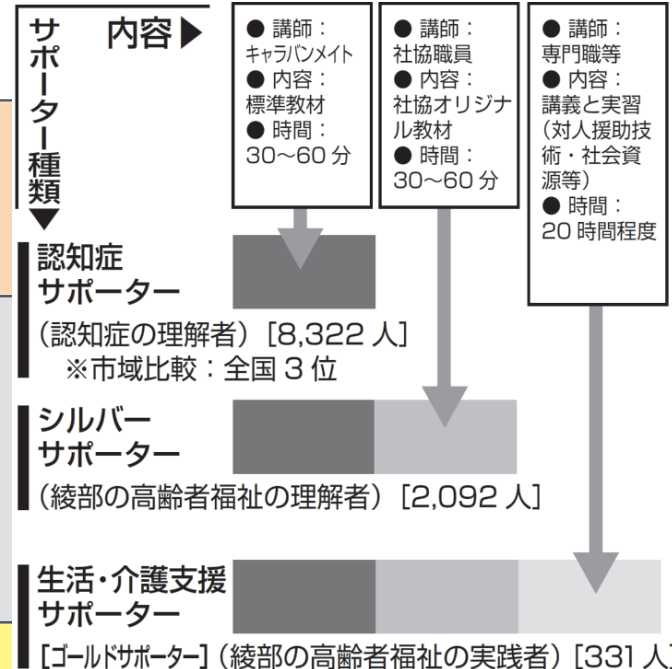 サポーター種類▼
内容▶
● 講師：
キャラバンメイト
● 内容：
標準教材
● 時間：
30～60 分
● 講師：
社協職員
● 内容：
社協オリジナ
ル教材
● 時間：
30～60 分
● 講師：
専門職等
● 内容：
講義と実習
（対人援助技
術・社会資
源等）
● 時間：
20 時間程度
認知症
サポーター
（認知症の理解者）［8,322 人］
※市域比較：全国 3 位
シルバー
サポーター
（綾部の高齢者福祉の理解者）［2,092 人］
生活・介護支援
サポーター
［ゴールドサポーター］（綾部の高齢者福祉の実践者）［331 人